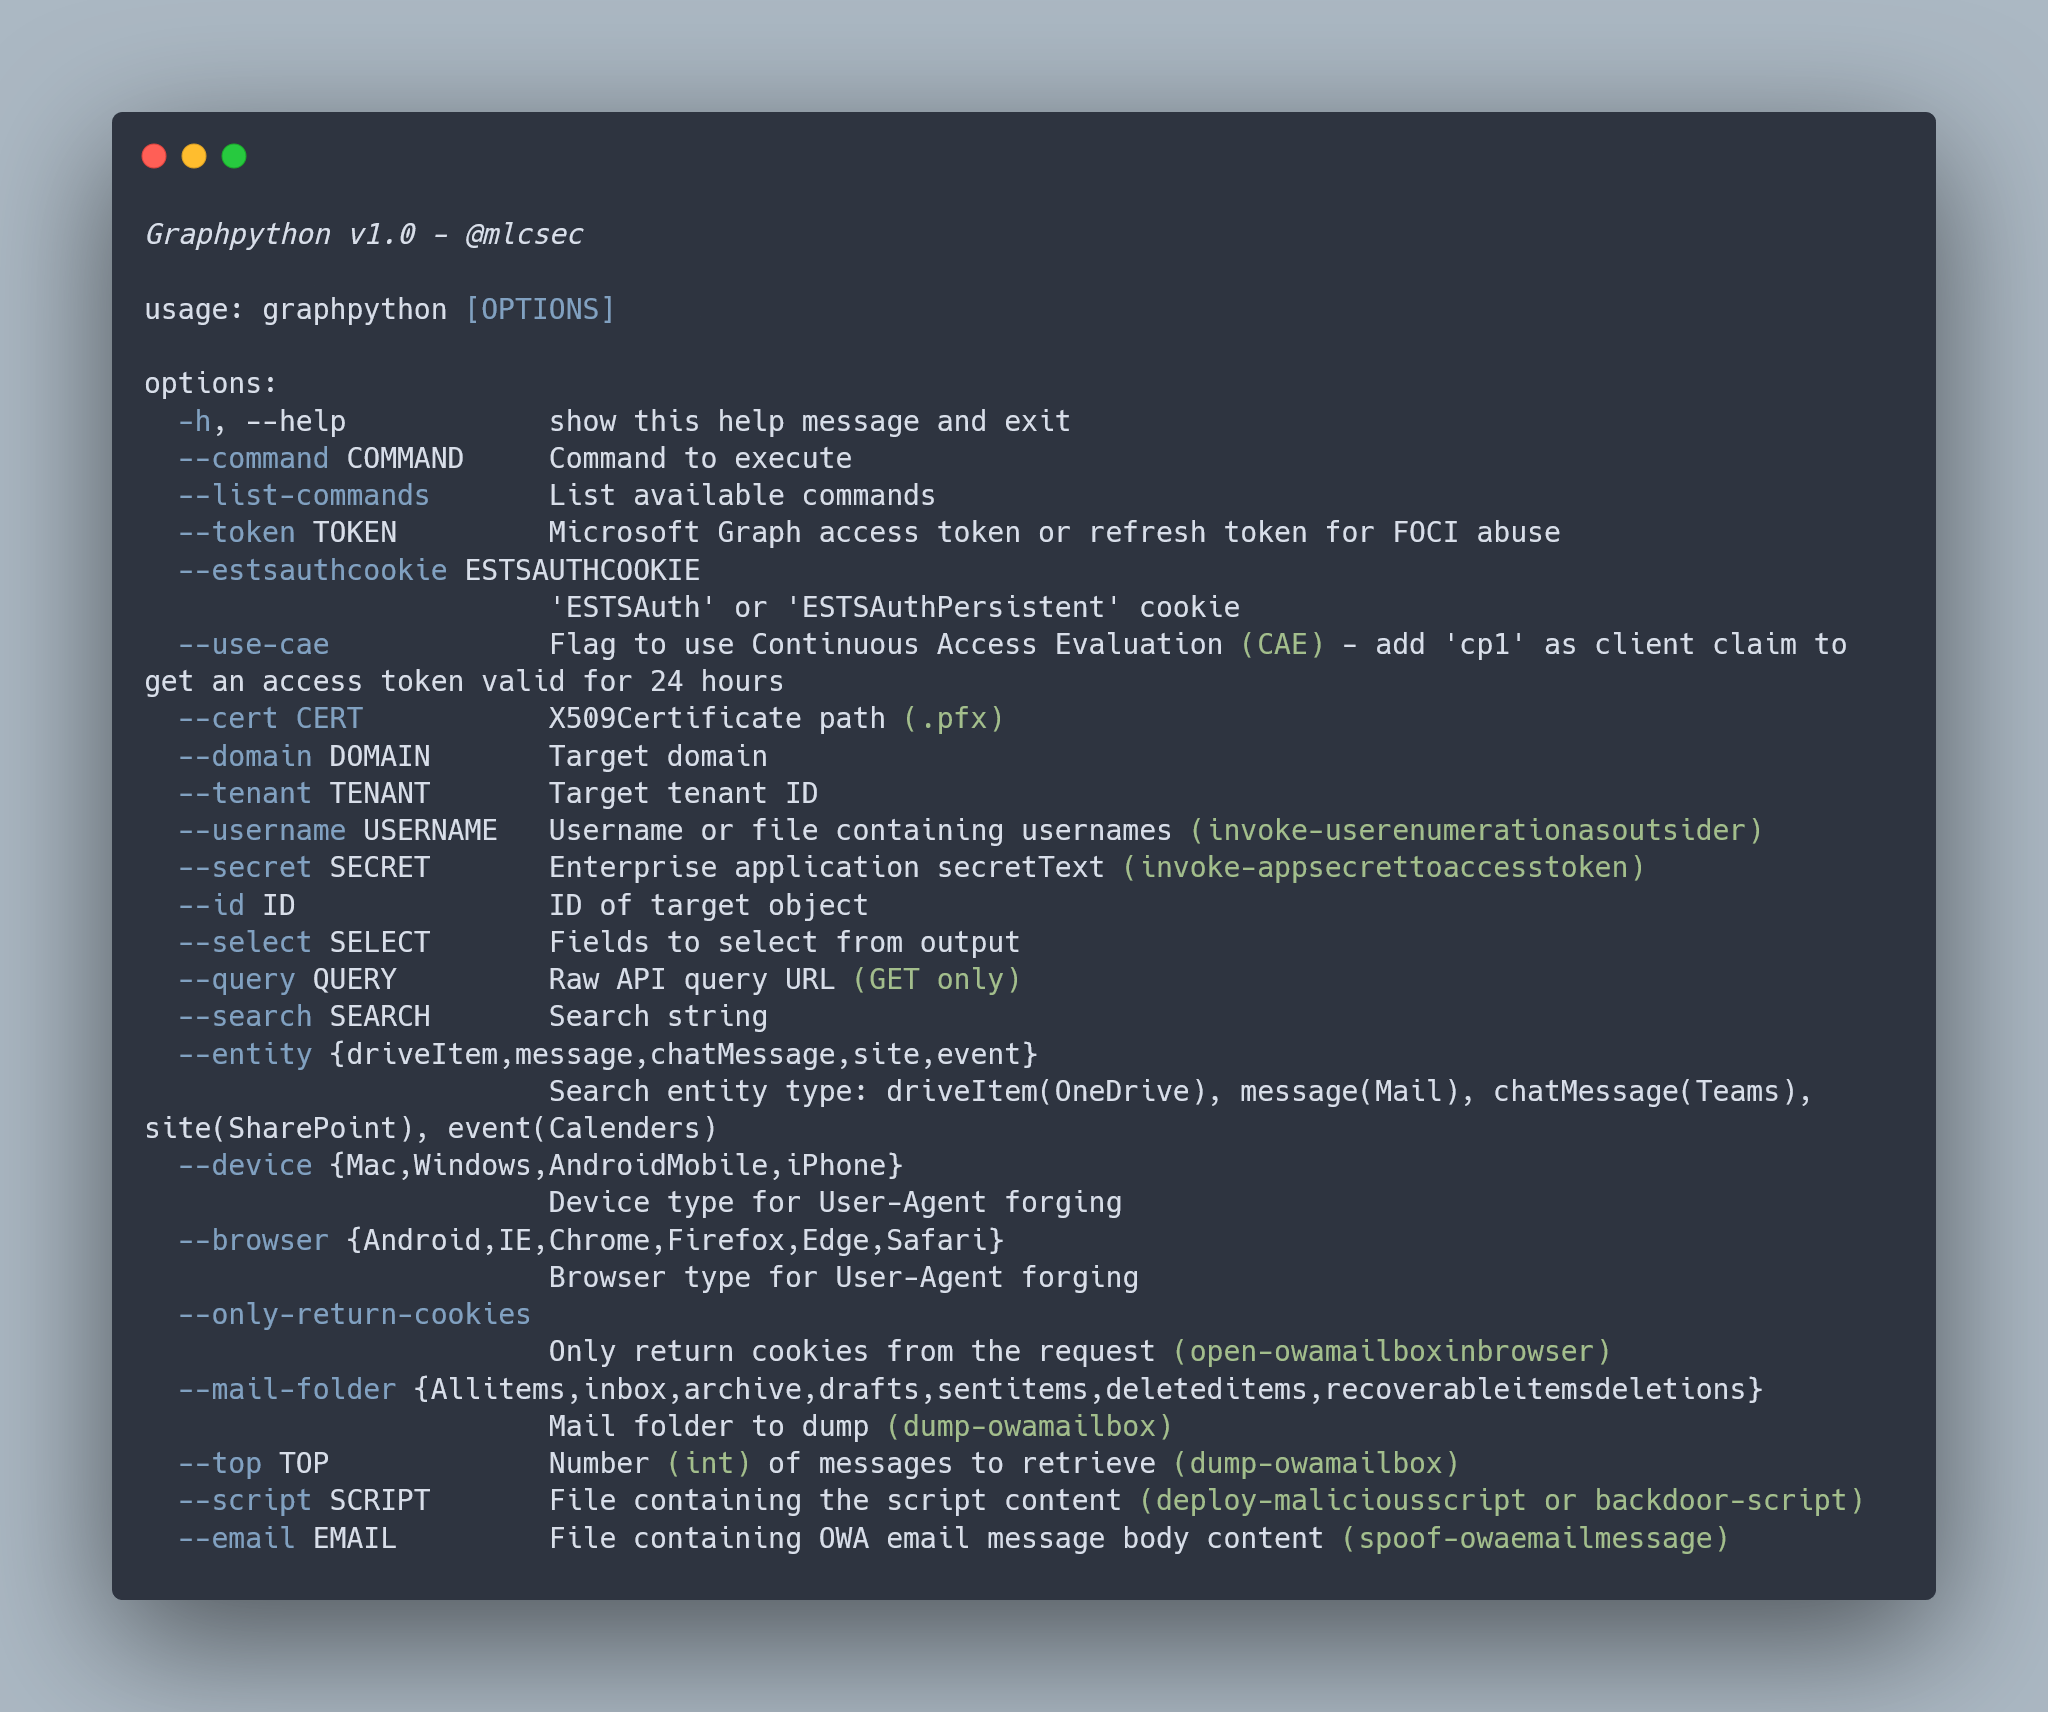 Graphpython v1.0 - @mlcsec
usage: graphpython [OPTIONS]
options:
-h, --help show this help message and exit
--command COMMAND Command to execute
--list-commands List available commands
--token TOKEN Microsoft Graph access token or refresh token for FOCI abuse
--estsauthcookie ESTSAUTHCOOKIE
'ESTSAuth' or 'ESTSAuthPersistent' cookie
--use-cae Flag to use Continuous Access Evaluation (CAE) - add 'cp1' as client claim to
get an access token valid for 24 hours
--cert CERT X509Certificate path (.pfx)
--domain DOMAIN Target domain
--tenant TENANT Target tenant ID
--username USERNAME Username or file containing usernames (invoke-userenumerationasoutsider)
--secret SECRET Enterprise application secretText (invoke-appsecrettoaccesstoken)
--id ID ID of target object
--select SELECT Fields to select from output
--query QUERY Raw API query URL (GET only)
--search SEARCH Search string
--entity {driveItem,message,chatMessage,site,event}
Search entity type: driveItem(OneDrive), message(Mail), chatMessage(Teams),
site(SharePoint), event(Calenders)
--device {Mac,Windows,AndroidMobile,iPhone}
Device type for User-Agent forging
--browser {Android,IE,Chrome,Firefox,Edge,Safari}
Browser type for User-Agent forging
--only-return-cookies
Only return cookies from the request (open-owamailboxinbrowser)
--mail-folder {Allitems,inbox,archive,drafts,sentitems,deleteditems,recoverableitemsdeletions}
Mail folder to dump (dump-owamailbox)
--top TOP Number (int) of messages to retrieve (dump-owamailbox)
--script SCRIPT File containing the script content (deploy-maliciousscript or backdoor-script)
--email EMAIL File containing OWA email message body content (spoof-owaemailmessage)